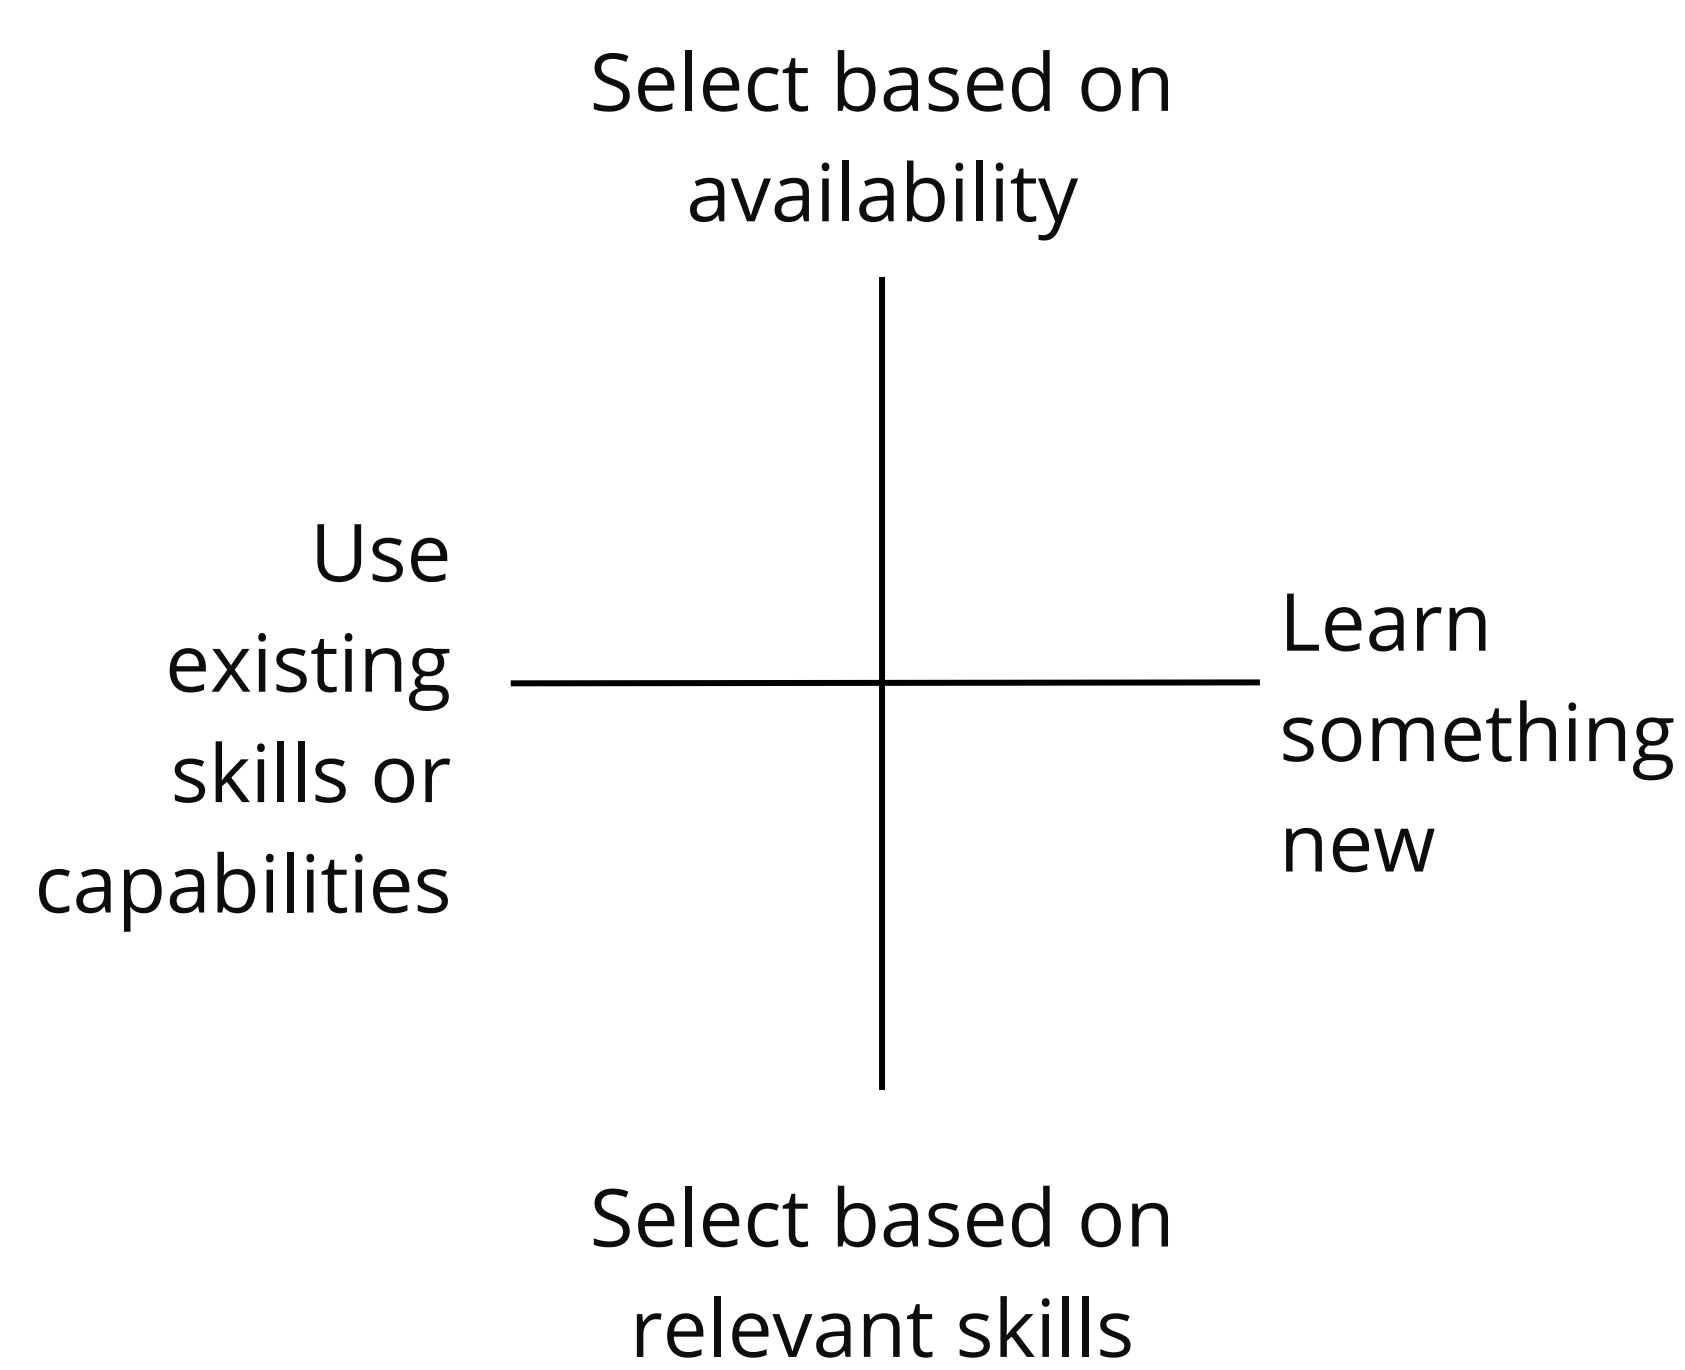 Select based on
availability
Use
existing
skills or
capabilities
Learn
something
new
Select based on
relevant skills